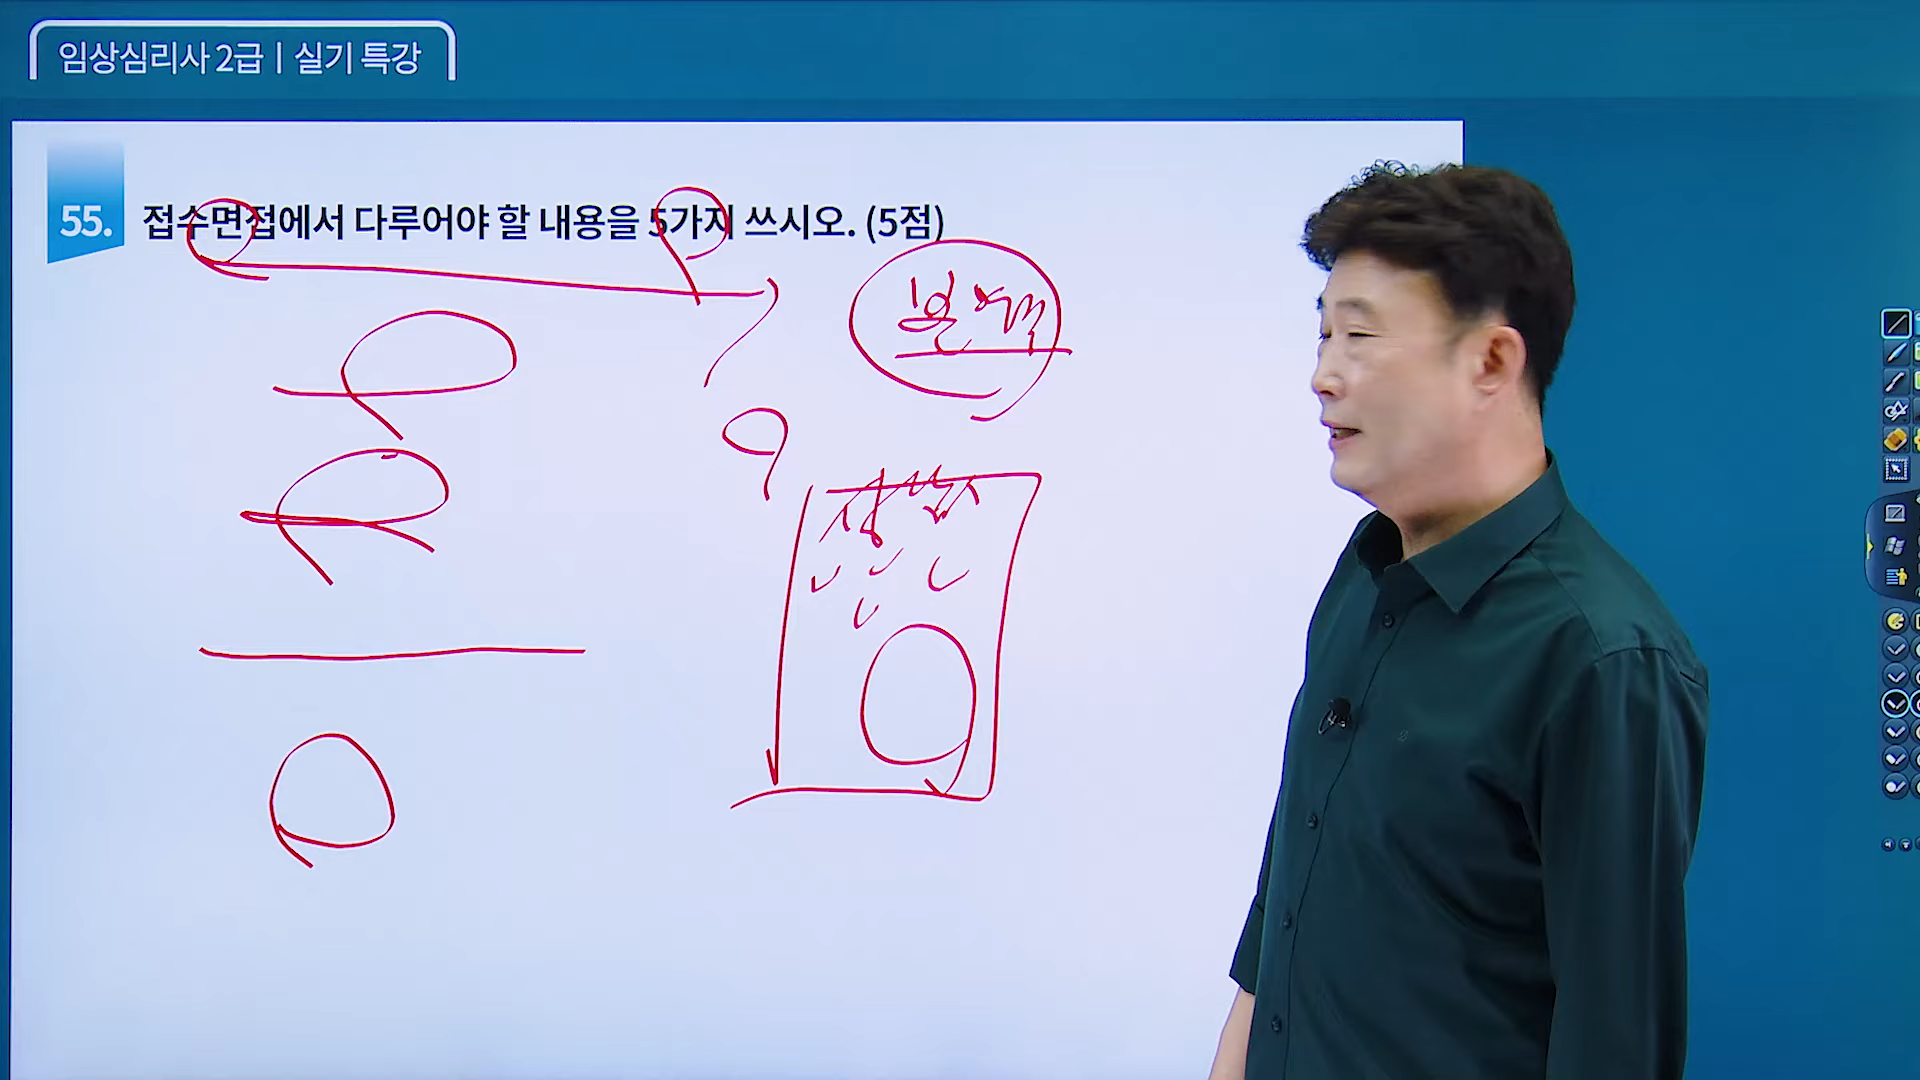 임상심리사 2급 | 실기 특강
55. 접수면접에서 다루어야 할 내용을 5가지 쓰시오. (5점)